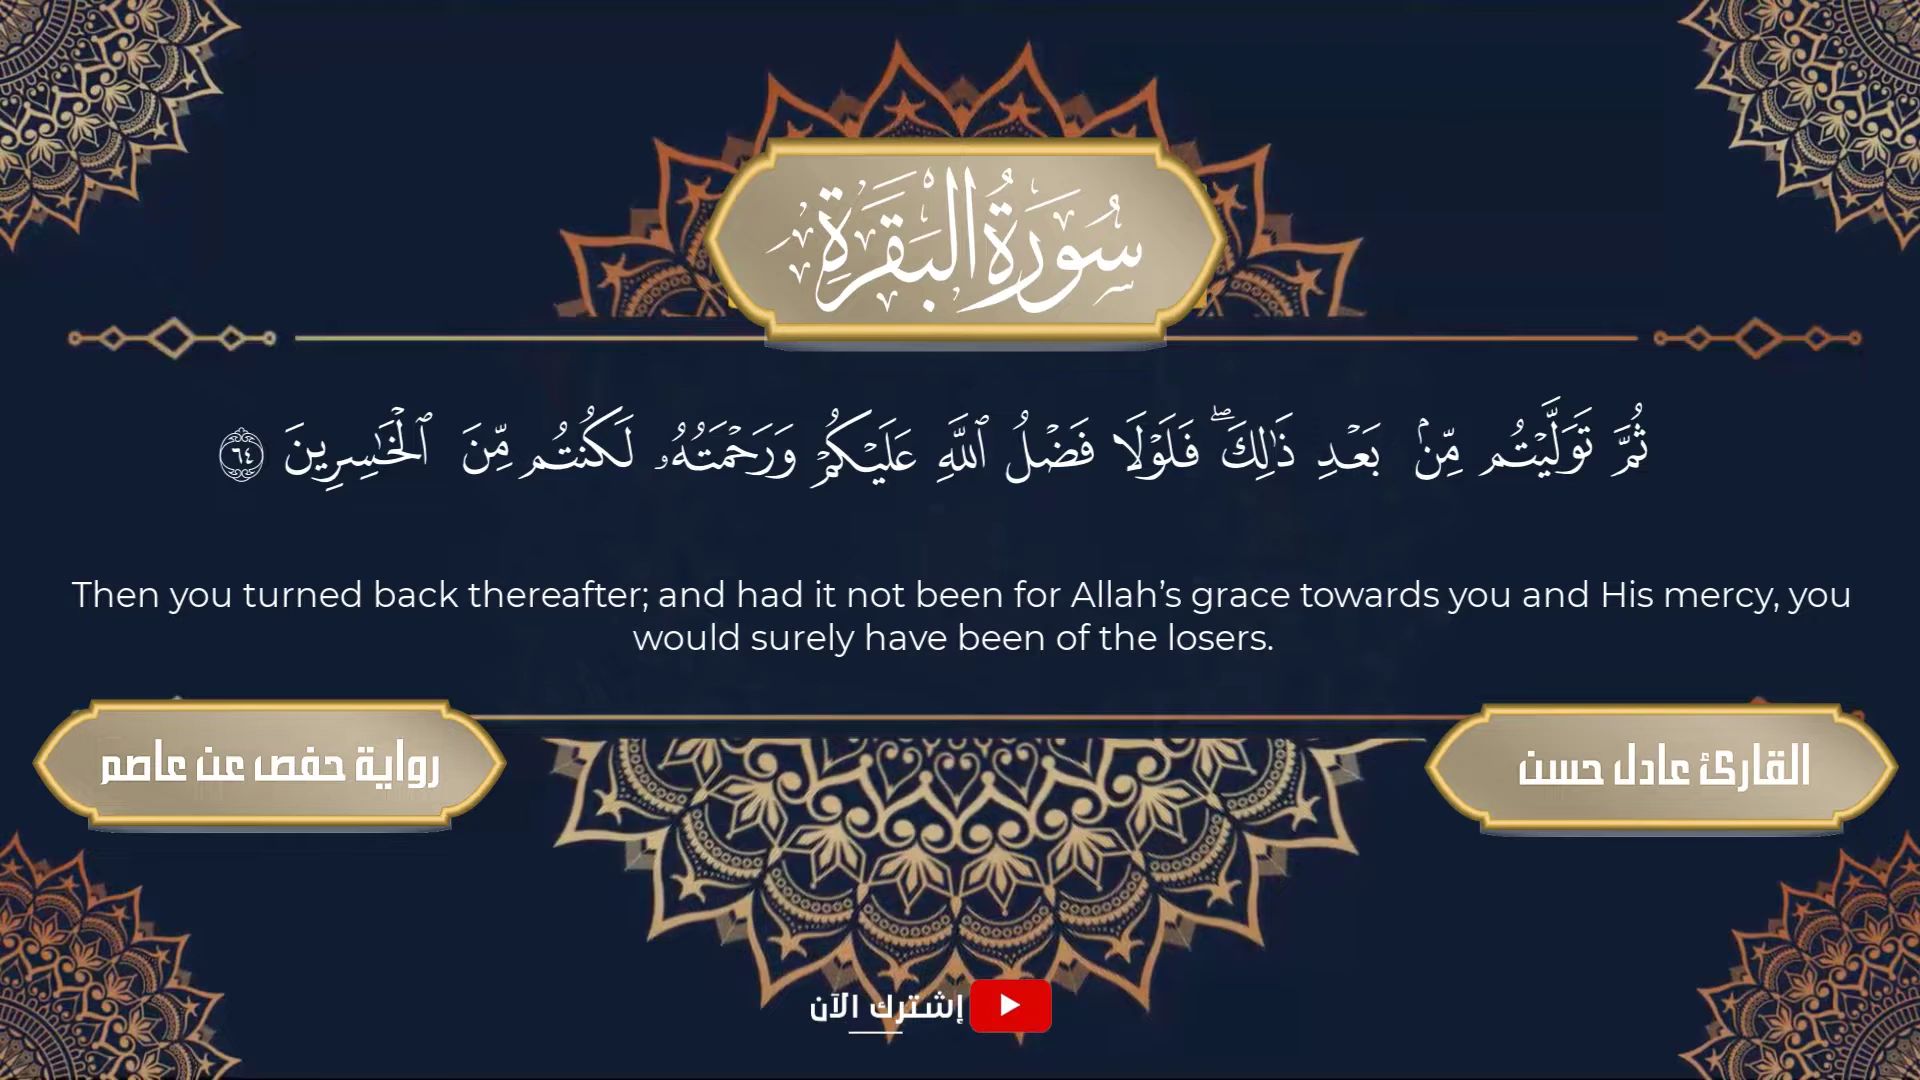 سُورَةُ البَقَرَةِ
ثُمَّ تَوَلَّيْتُم مِّنۢ بَعْدِ ذَٰلِكَ ۖ فَلَوْلَا فَضْلُ ٱللَّهِ عَلَيْكُمْ وَرَحْمَتُهُۥ لَكُنتُم مِّنَ ٱلْخَٰسِرِينَ ٦٤
Then you turned back thereafter; and had it not been for Allah’s grace towards you and His mercy, you
would surely have been of the losers.
القارئ عادل حسن
رواية حفص عن عاصم
إشترك الآن